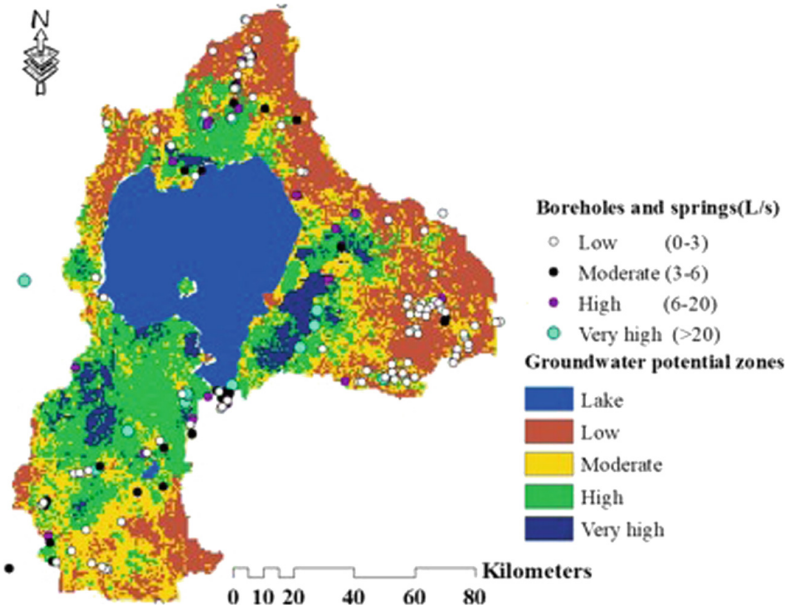 N
Boreholes and springs(L/s)
Low (0-3)
Moderate (3-6)
High (6-20)
Very high (>20)
Groundwater potential zones
Lake
Low
Moderate
High
Very high
Kilometers
0 10 20 40 60 80